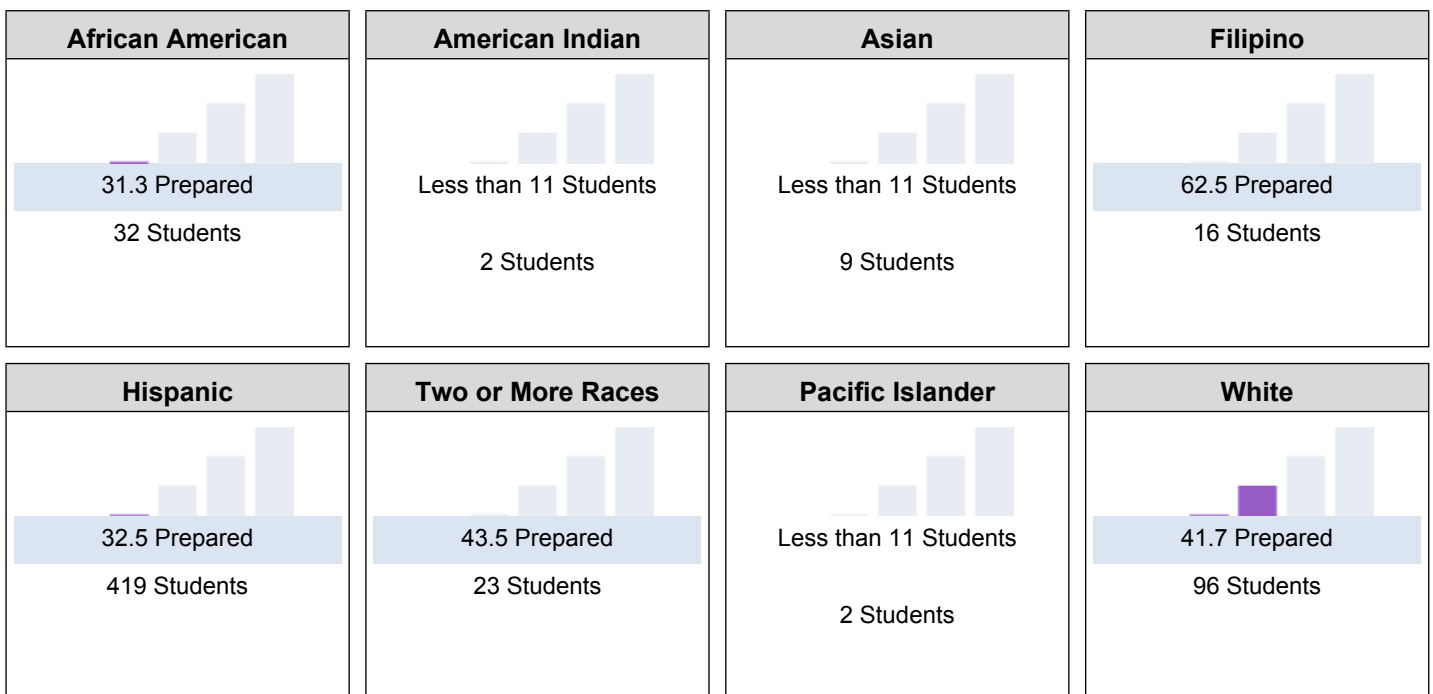 African American
31.3 Prepared
32 Students
American Indian
Less than 11 Students
2 Students
Asian
Less than 11 Students
9 Students
Filipino
62.5 Prepared
16 Students
Hispanic
32.5 Prepared
419 Students
Two or More Races
43.5 Prepared
23 Students
Pacific Islander
Less than 11 Students
2 Students
White
41.7 Prepared
96 Students